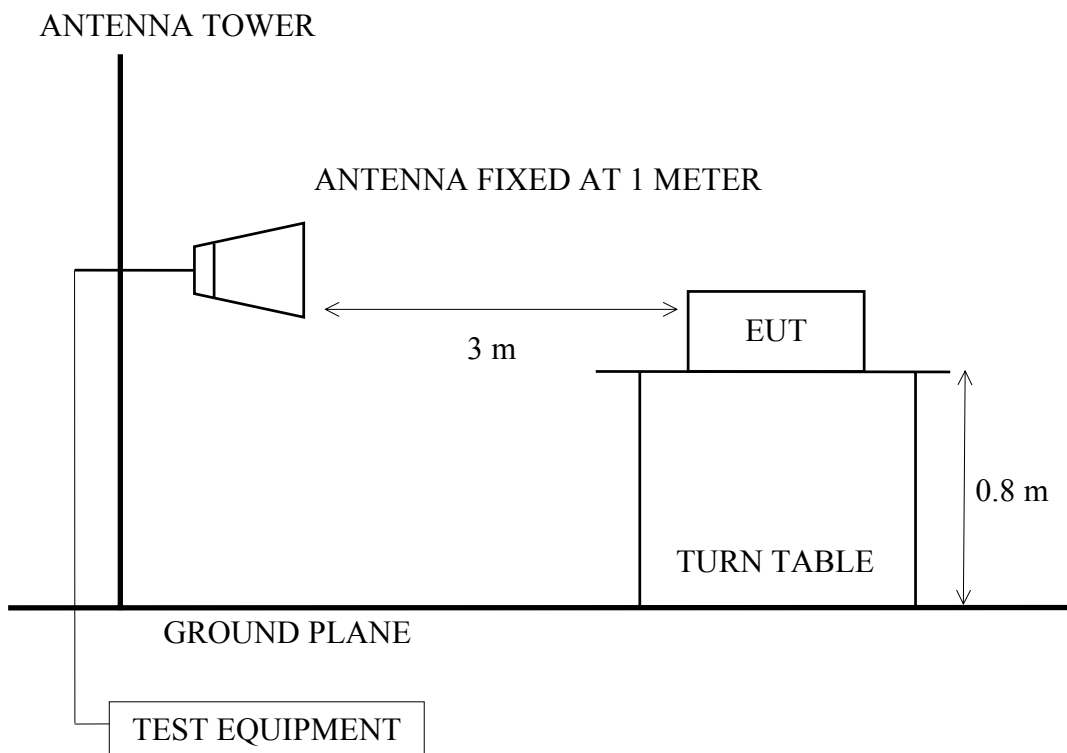 ANTENNA TOWER
ANTENNA FIXED AT 1 METER
EUT
3 m
0.8 m
TURN TABLE
GROUND PLANE
TEST EQUIPMENT